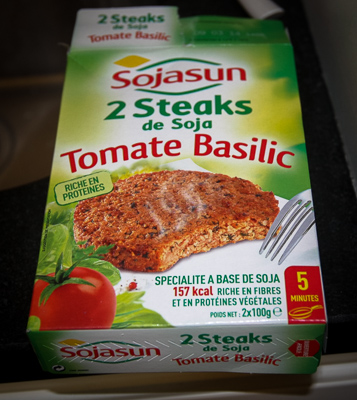 2 Steaks
de Soja
Tomate Basilic
Sojasun
2 Steaks
de Soja
Tomate Basilic
RICHE EN
PROTÉINES
SPECIALITE A BASE DE SOJA
157 kcal RICHE EN FIBRES
ET EN PROTÉINES VÉGÉTALES
POIDS NET : 2x100g e
5
MINUTES
Sojasun
2 Steaks
de Soja
Tomate Basilic